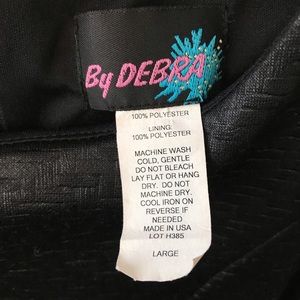 By DEBRA
100% POLYESTER
LINING:
100% POLYESTER
MACHINE WASH
COLD, GENTLE
DO NOT BLEACH
LAY FLAT OR HANG
DRY. DO NOT
MACHINE DRY.
COOL IRON ON
REVERSE IF
NEEDED
MADE IN USA
LOT H385
LARGE